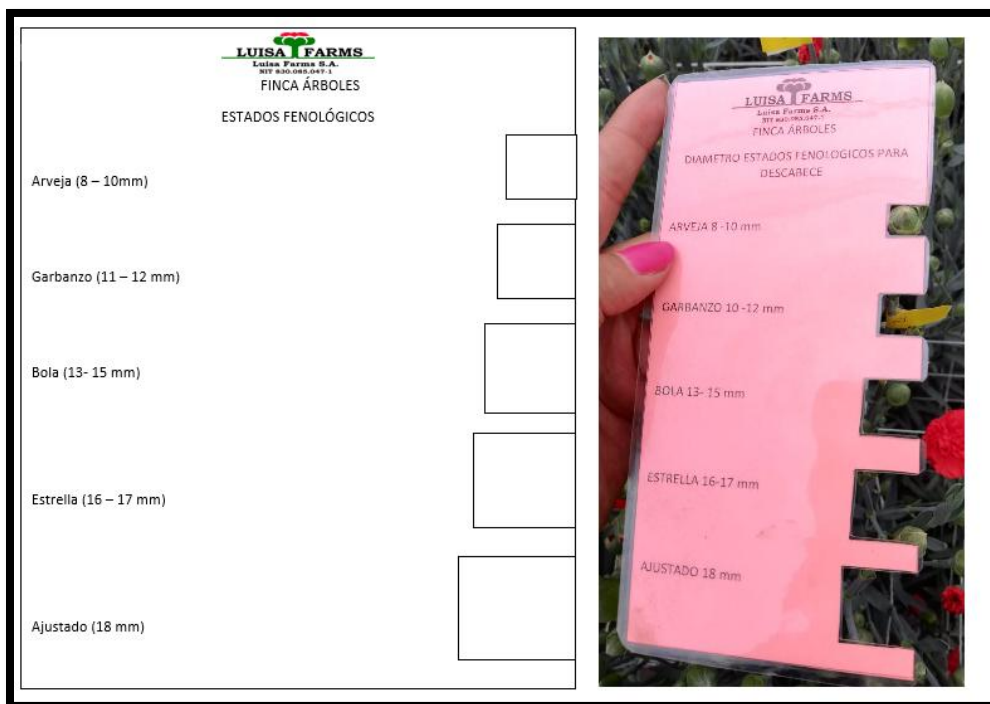 LUISA FARMS
Luisa Farms S.A.
NIT 830.085.047-1
FINCA ÁRBOLES
ESTADOS FENOLÓGICOS
Arveja (8 – 10mm)
Garbanzo (11 – 12 mm)
Bola (13- 15 mm)
Estrella (16 – 17 mm)
Ajustado (18 mm)
LUISA FARMS
Luisa Farms S.A.
FINCA ÁRBOLES
DIAMETRO ESTADOS FENOLOGICOS PARA
DESCABECE
ARVEJA 8 -10 mm
GARBANZO 10 -12 mm
BOLA 13- 15 mm
ESTRELLA 16-17 mm
AJUSTADO 18 mm